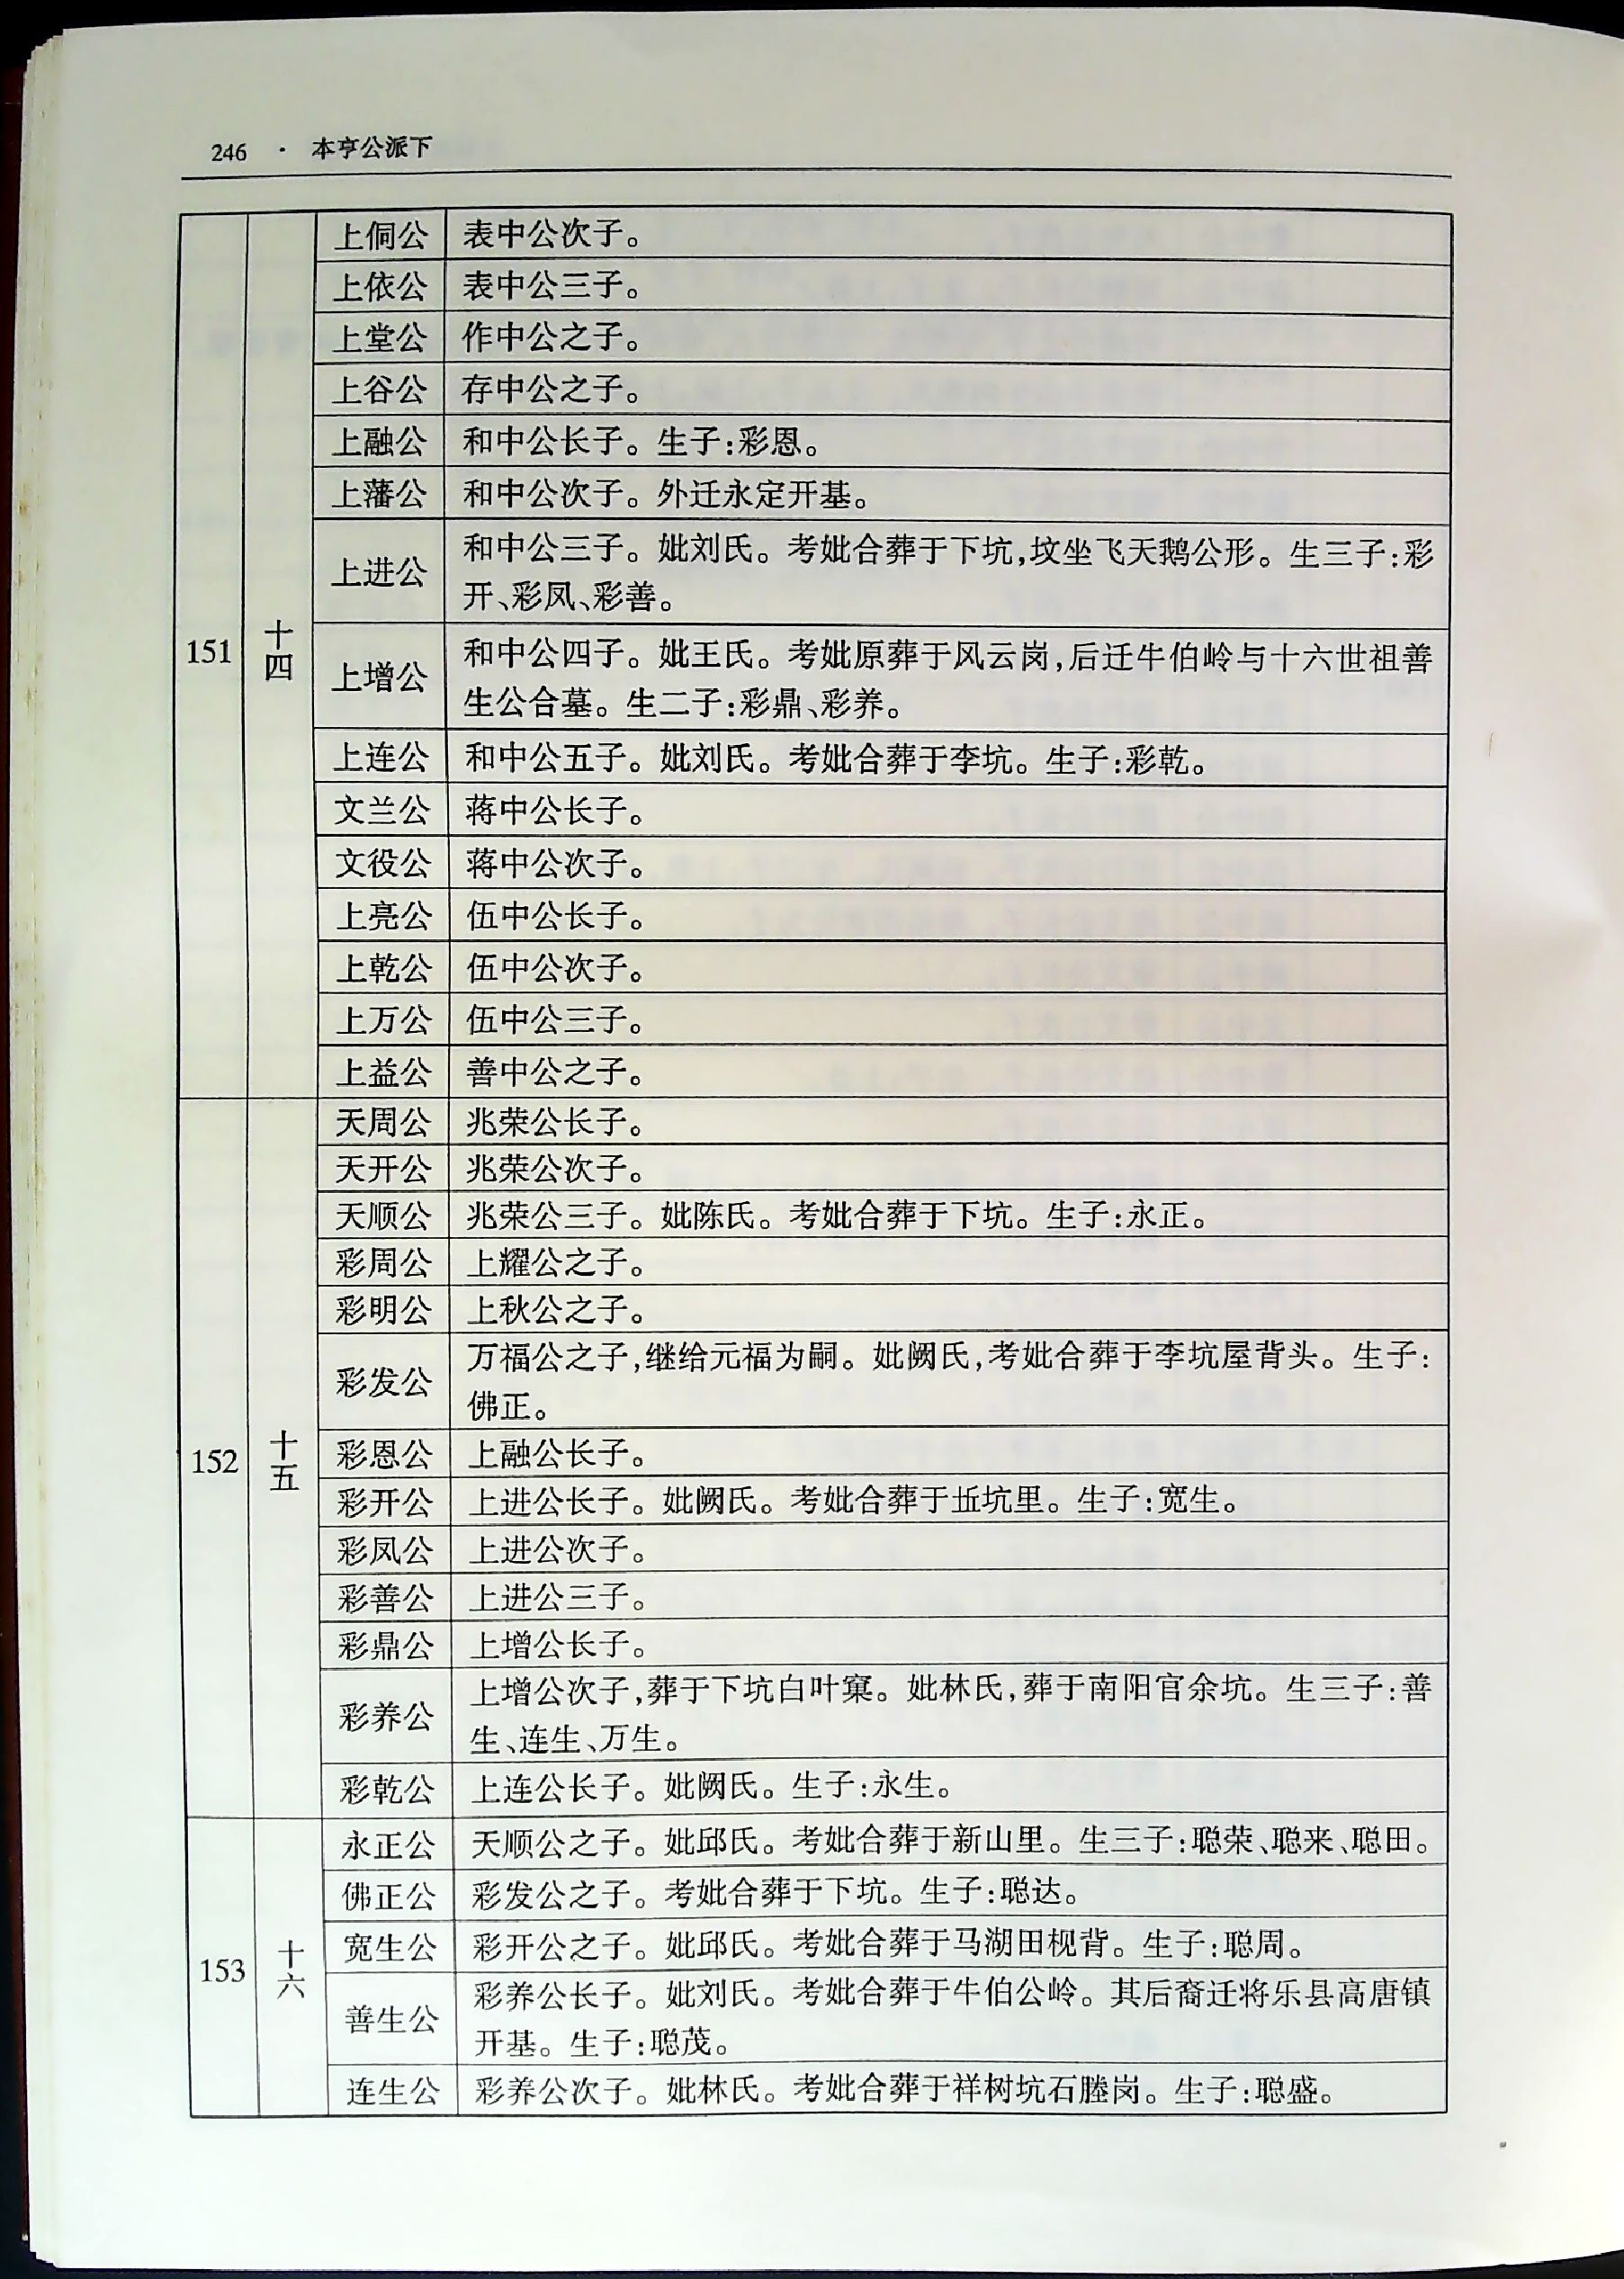 246 · 本亨公派下
151
十四
上侗公 表中公次子。
上依公 表中公三子。
上堂公 作中公之子。
上谷公 存中公之子。
上融公 和中公长子。生子:彩恩。
上藩公 和中公次子。外迁永定开基。
上进公 和中公三子。妣刘氏。考妣合葬于下坑,坟坐飞天鹅公形。生三子:彩
开、彩凤、彩善。
上增公 和中公四子。妣王氏。考妣原葬于风云岗,后迁牛伯岭与十六世祖善
生公合墓。生二子:彩鼎、彩养。
上连公 和中公五子。妣刘氏。考妣合葬于李坑。生子:彩乾。
文兰公 蒋中公长子。
文役公 蒋中公次子。
上亮公 伍中公长子。
上乾公 伍中公次子。
上万公 伍中公三子。
上益公 善中公之子。
152
十五
天周公 兆荣公长子。
天开公 兆荣公次子。
天顺公 兆荣公三子。妣陈氏。考妣合葬于下坑。生子:永正。
彩周公 上耀公之子。
彩明公 上秋公之子。
彩发公 万福公之子,继给元福为嗣。妣阙氏,考妣合葬于李坑屋背头。生子:
佛正。
彩恩公 上融公长子。
彩开公 上进公长子。妣阙氏。考妣合葬于坵坑里。生子:宽生。
彩凤公 上进公次子。
彩善公 上进公三子。
彩鼎公 上增公长子。
彩养公 上增公次子,葬于下坑白叶窠。妣林氏,葬于南阳官余坑。生三子:善
生、连生、万生。
彩乾公 上连公长子。妣阙氏。生子:永生。
153
十六
永正公 天顺公之子。妣邱氏。考妣合葬于新山里。生三子:聪荣、聪来、聪田。
佛正公 彩发公之子。考妣合葬于下坑。生子:聪达。
宽生公 彩开公之子。妣邱氏。考妣合葬于马湖田枧背。生子:聪周。
善生公 彩养公长子。妣刘氏。考妣合葬于牛伯公岭。其后裔迁将乐县高唐镇
开基。生子:聪茂。
连生公 彩养公次子。妣林氏。考妣合葬于祥树坑石塍岗。生子:聪盛。